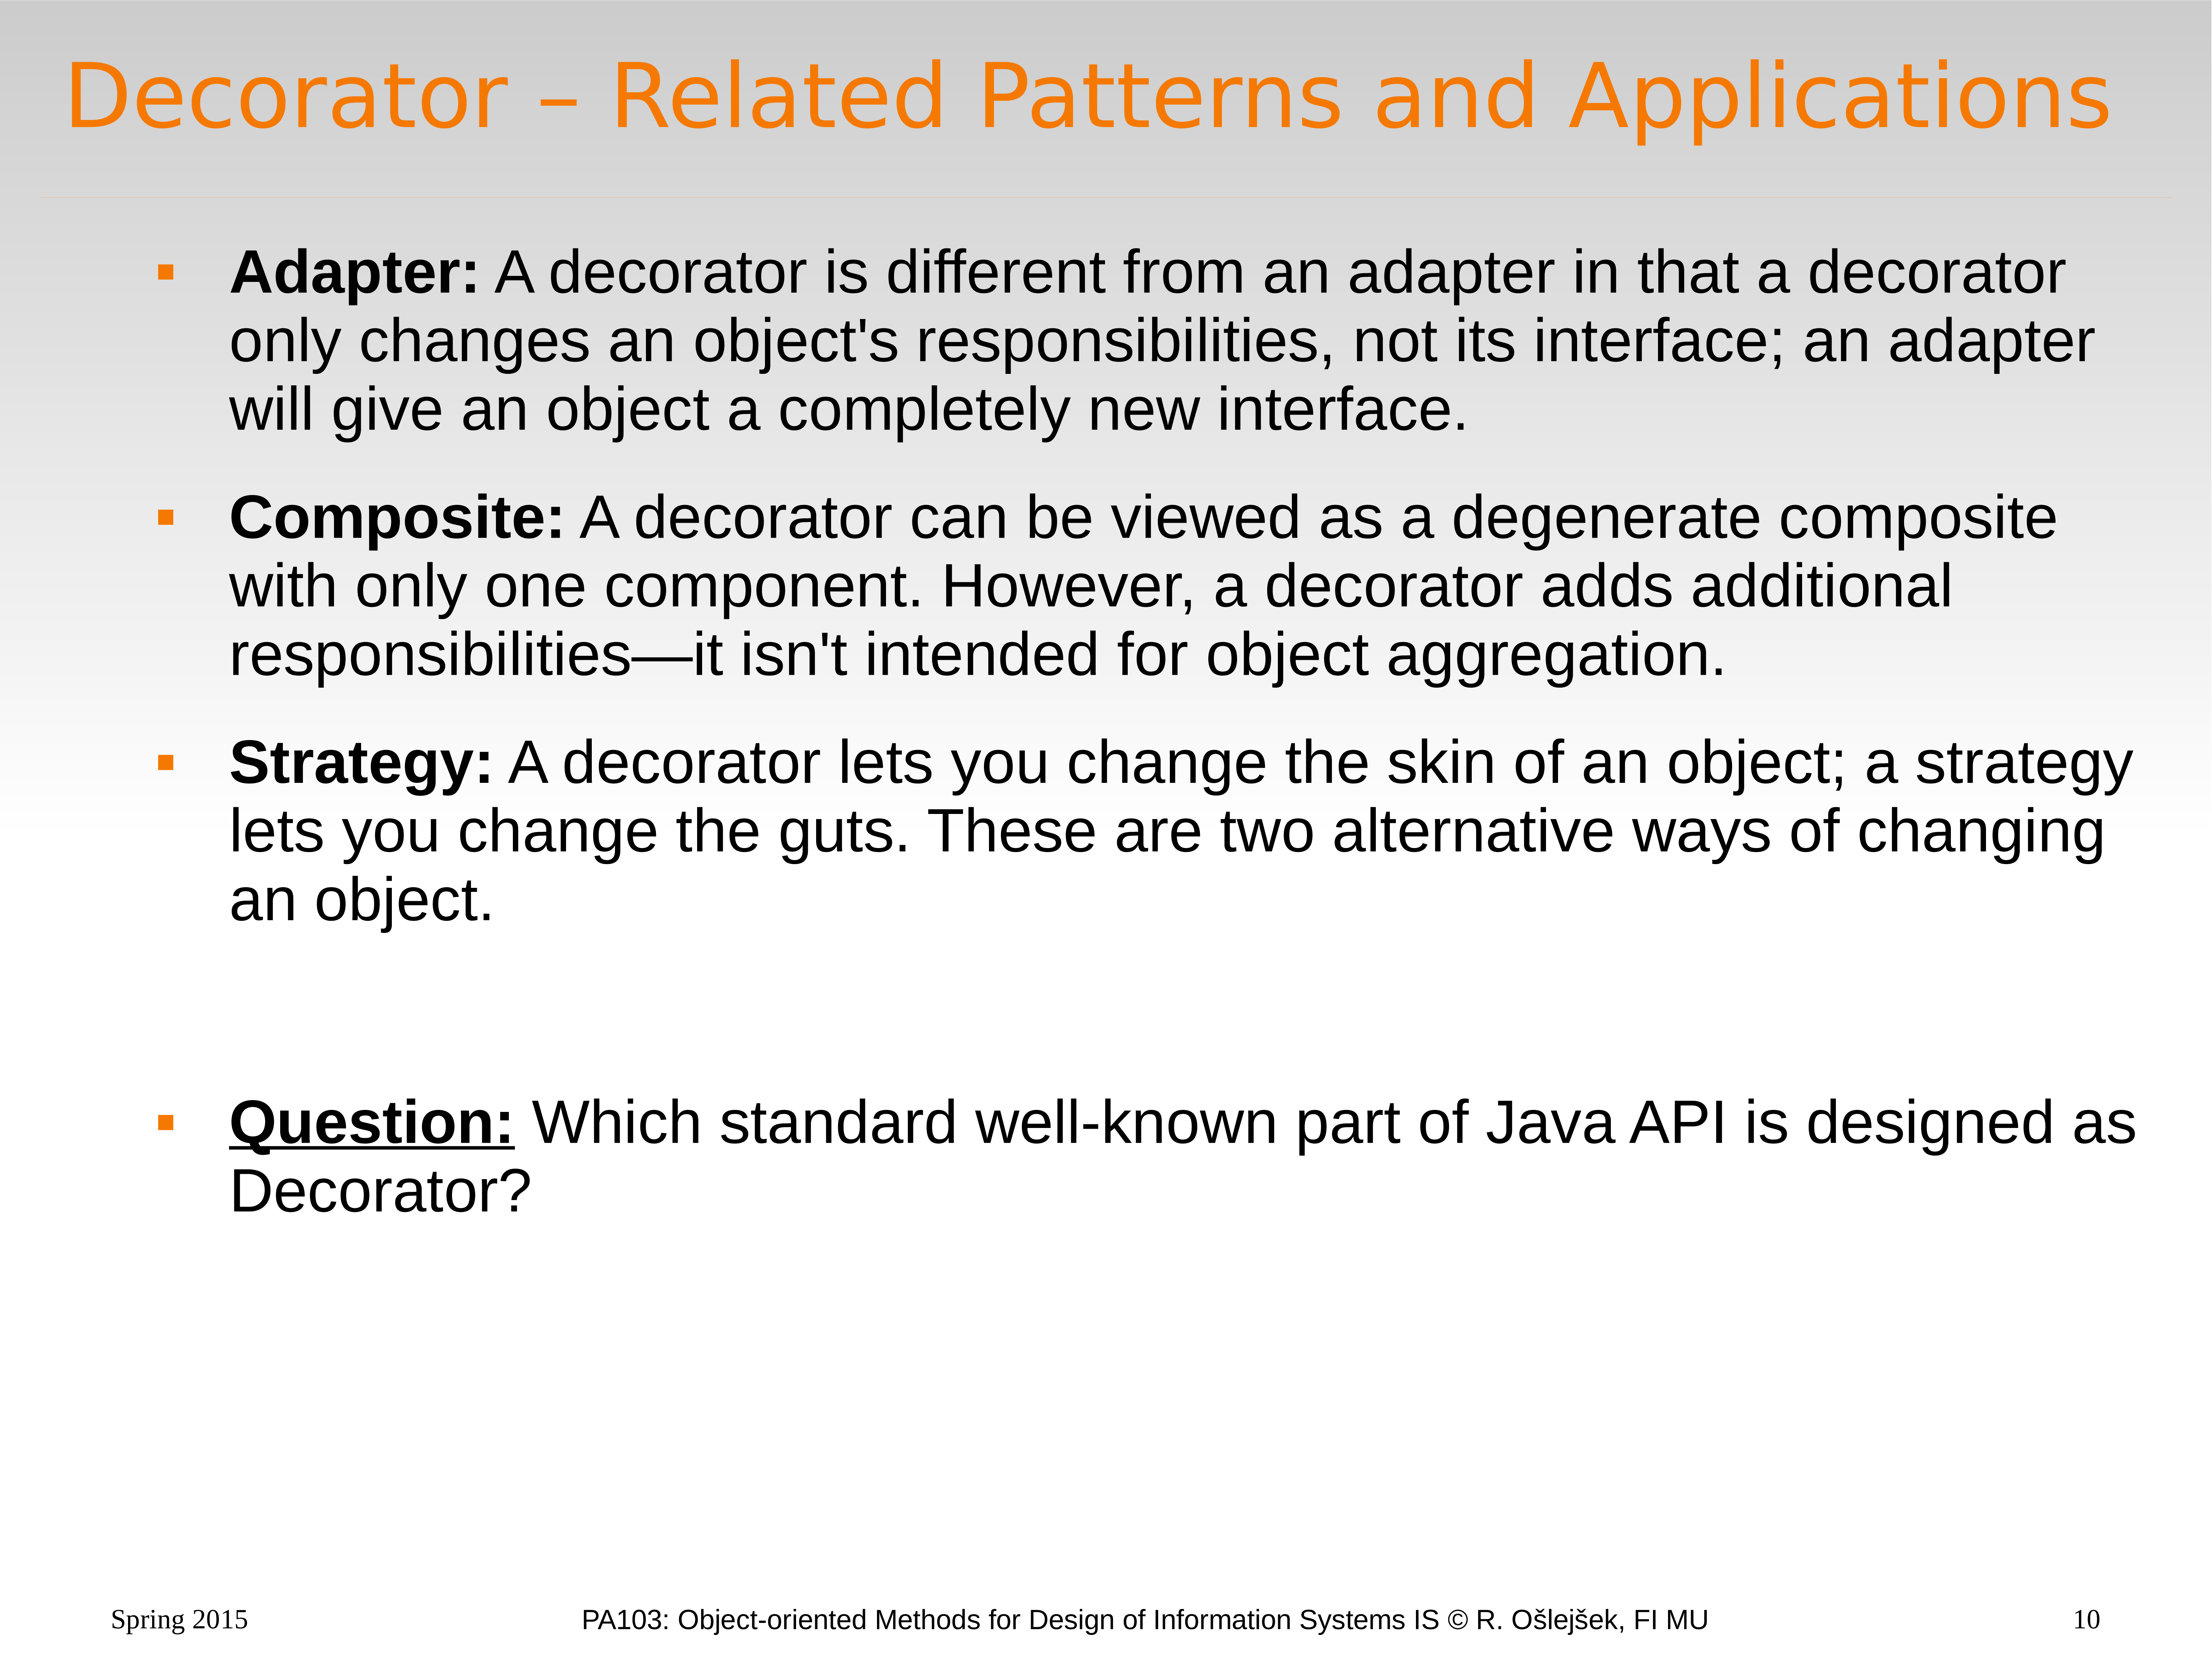 Decorator – Related Patterns and Applications
Adapter: A decorator is different from an adapter in that a decorator
only changes an object's responsibilities, not its interface; an adapter
will give an object a completely new interface.
Composite: A decorator can be viewed as a degenerate composite
with only one component. However, a decorator adds additional
responsibilities—it isn't intended for object aggregation.
Strategy: A decorator lets you change the skin of an object; a strategy
lets you change the guts. These are two alternative ways of changing
an object.
Question: Which standard well-known part of Java API is designed as
Decorator?
Spring 2015
PA103: Object-oriented Methods for Design of Information Systems IS © R. Ošlejšek, FI MU
10